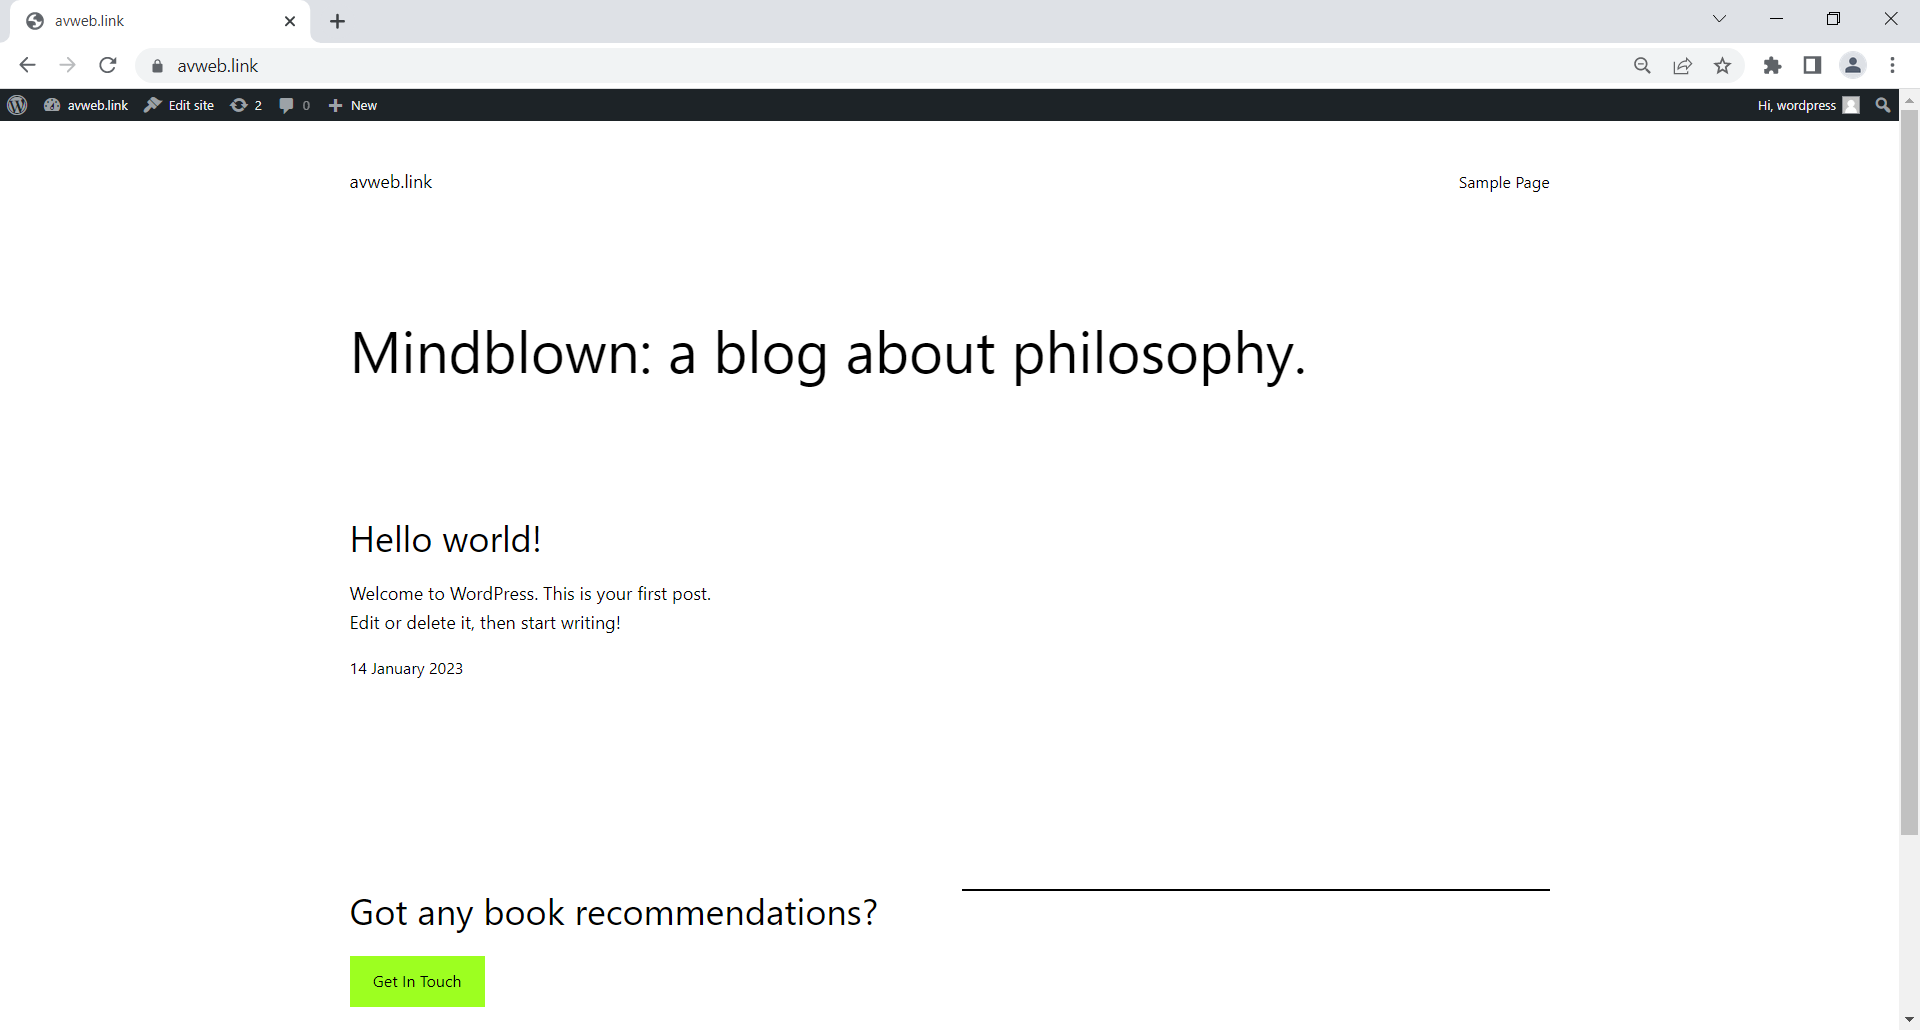 avweb.link
avweb.link
avweb.link Edit site 2 0 New Hi, wordpress
avweb.link Sample Page
Mindblown: a blog about philosophy.
Hello world!
Welcome to WordPress. This is your first post.
Edit or delete it, then start writing!
14 January 2023
Got any book recommendations?
Get In Touch